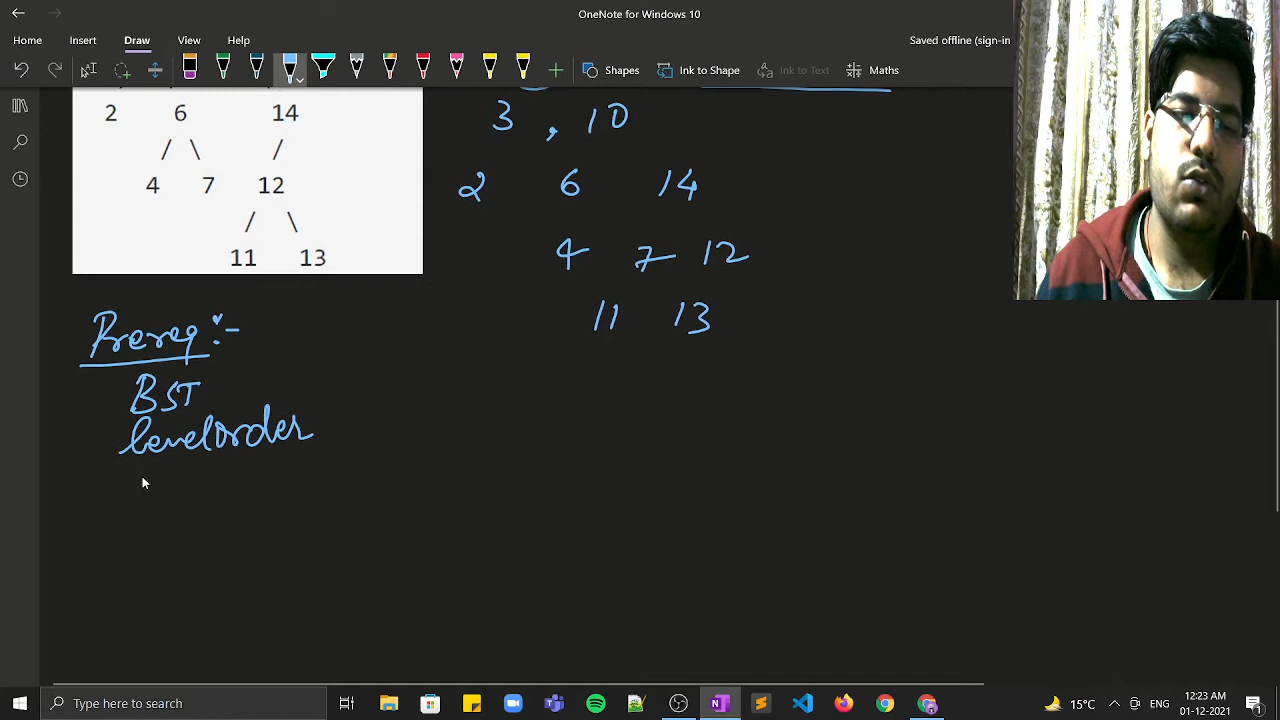 OneNote for Windows 10
Home Insert Draw View Help
Saved offline (sign-in
Shapes Ink to Shape Ink to Text Maths
2 6 14
/ \ /
4 7 12
/ \
11 13
3 , 10
2 6 14
4 7 12
11 13
Prereq :-
BST
levelorder
Type here to search
15°C ENG
12:23 AM
01-12-2021
1